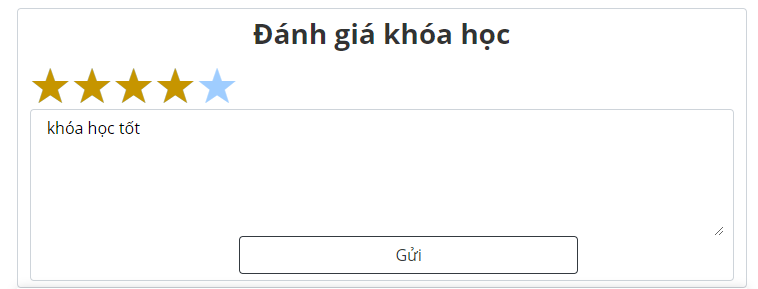 Đánh giá khóa học
khóa học tốt
Gửi